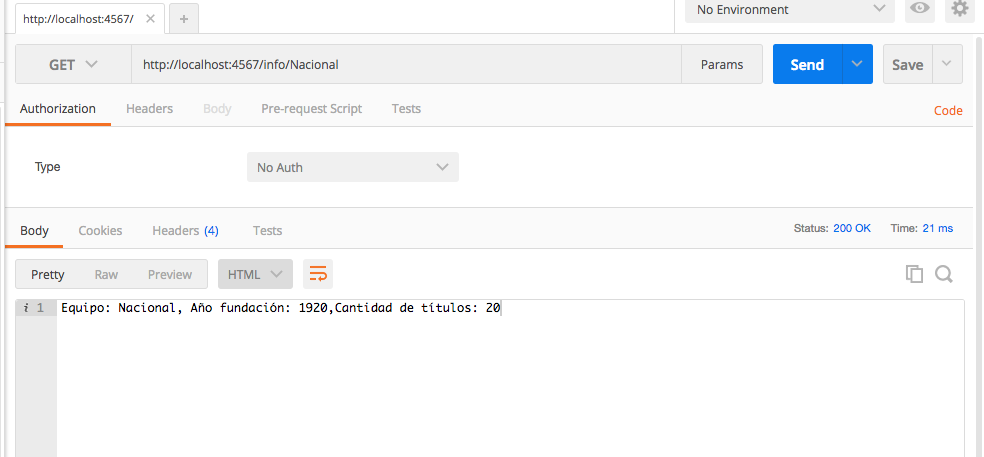 http://localhost:4567/
No Environment
GET http://localhost:4567/info/Nacional Params Send Save
Authorization Headers Body Pre-request Script Tests Code
Type No Auth
Body Cookies Headers (4) Tests Status: 200 OK Time: 21 ms
Pretty Raw Preview HTML
i 1 Equipo: Nacional, Año fundación: 1920,Cantidad de títulos: 20